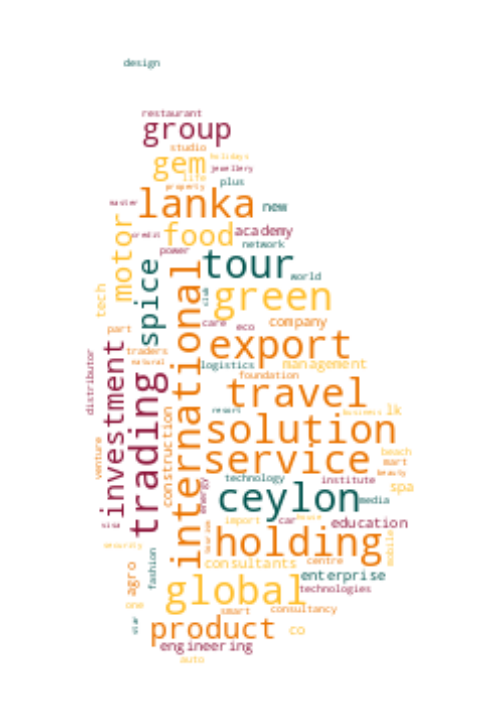 design
restaurant
group
studio
holidays
gem
jewellery
life
plus
property
master
lanka
new
motor
credit
food
academy
network
power
tour
spice
world
tech
international
club
green
care
eco
company
part
export
traders
natural
logistics
management
foundation
distributor
investment
trading
travel
construction
resort
business
lk
solution
venture
service
beach
mart
beauty
technology
institute
energy
spa
ceylon
media
visa
import
car
house
education
holding
mobile
security
tourism
fashion
consultants
centre
agro
enterprise
global
technologies
one
smart
consultancy
star
product
co
engineering
auto